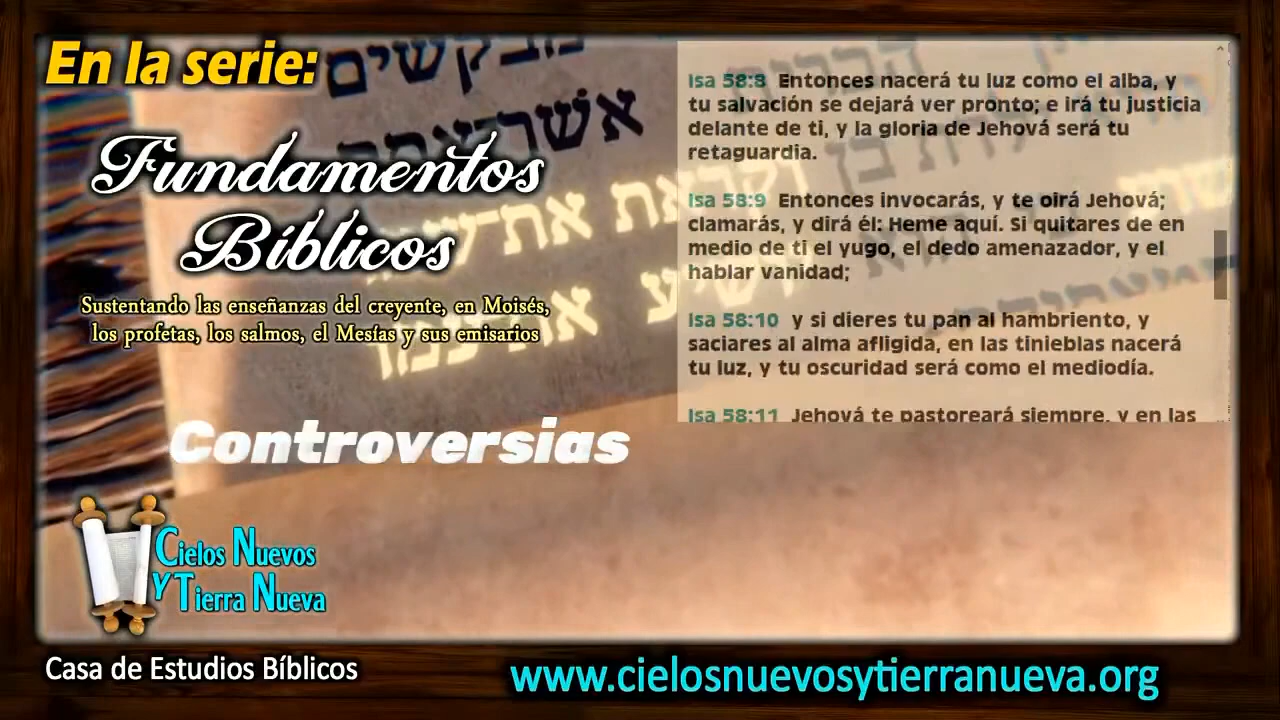 En la serie:
Fundamentos
Bíblicos
Sustentando las enseñanzas del creyente, en Moisés,
los profetas, los salmos, el Mesías y sus emisarios
Controversias
Isa 58:8 Entonces nacerá tu luz como el alba, y
tu salvación se dejará ver pronto; e irá tu justicia
delante de ti, y la gloria de Jehová será tu
retaguardia.
Isa 58:9 Entonces invocarás, y te oirá Jehová;
clamarás, y dirá él: Heme aquí. Si quitares de en
medio de ti el yugo, el dedo amenazador, y el
hablar vanidad;
Isa 58:10 y si dieres tu pan al hambriento, y
saciares al alma afligida, en las tinieblas nacerá
tu luz, y tu oscuridad será como el mediodía.
Isa 58:11 Jehová te pastoreará siempre, y en las
מבקשים
וקראת את
Cielos Nuevos
Y Tierra Nueva
Casa de Estudios Bíblicos
www.cielosnuevosytierranueva.org